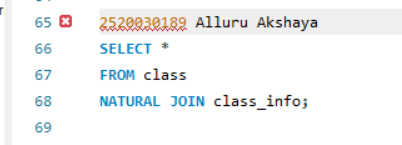 65 2520030189 Alluru Akshaya
66 SELECT *
67 FROM class
68 NATURAL JOIN class_info;
69